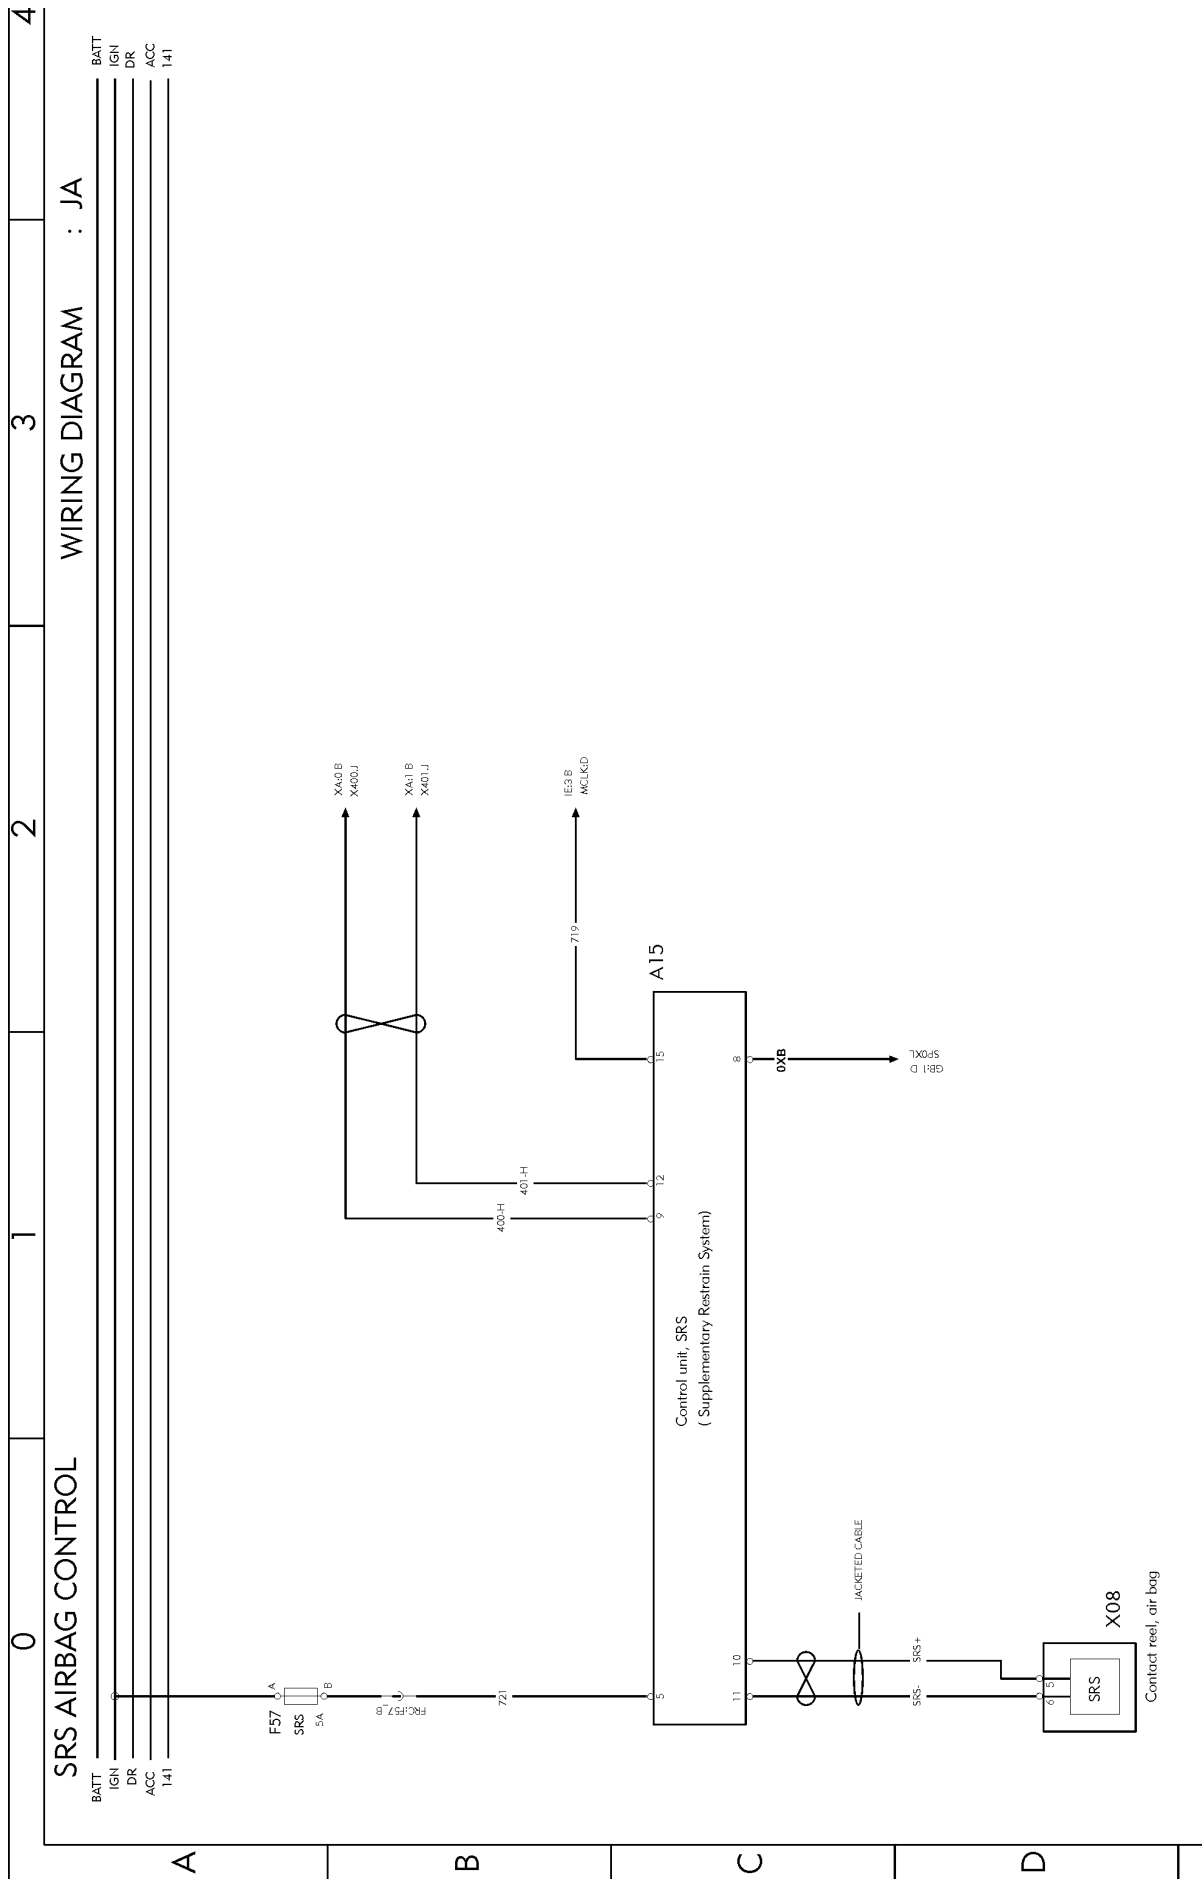 0
1
2
3
4
SRS AIRBAG CONTROL
WIRING DIAGRAM : JA
BATT
BATT
IGN
IGN
DR
DR
ACC
ACC
141
141
A
B
C
D
A
F57
SRS
5A
B
FRC:F57_B
721
XA:0 B
X400.J
XA:1 B
X401.J
IE:3 B
MCLK:D
719
400-H
401-H
A15
5
9
12
15
Control unit, SRS
( Supplementary Restrain System)
11
10
8
0XB
GB:1 D
SP0XL
JACKETED CABLE
SRS-
SRS+
6
5
SRS
X08
Contact reel, air bag